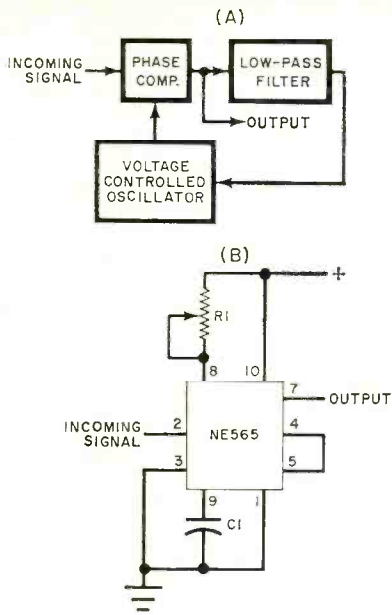 (A)
INCOMING
SIGNAL
PHASE
COMP.
LOW-PASS
FILTER
OUTPUT
VOLTAGE
CONTROLLED
OSCILLATOR
(B)
+
R1
8
10
7
OUTPUT
INCOMING
SIGNAL
2
NE565
4
3
5
9
C1
1